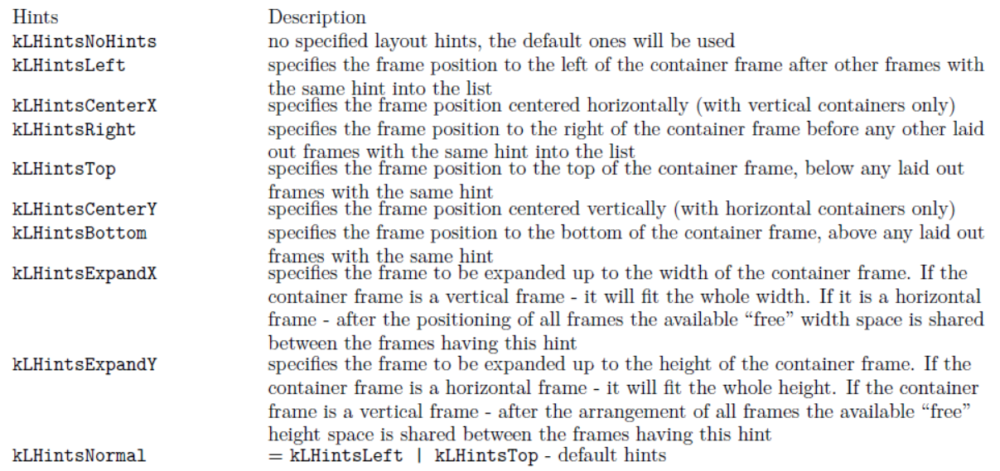 Hints Description
kLHintsNoHints no specified layout hints, the default ones will be used
kLHintsLeft specifies the frame position to the left of the container frame after other frames with
the same hint into the list
kLHintsCenterX specifies the frame position centered horizontally (with vertical containers only)
kLHintsRight specifies the frame position to the right of the container frame before any other laid
out frames with the same hint into the list
kLHintsTop specifies the frame position to the top of the container frame, below any laid out
frames with the same hint
kLHintsCenterY specifies the frame position centered vertically (with horizontal containers only)
kLHintsBottom specifies the frame position to the bottom of the container frame, above any laid out
frames with the same hint
kLHintsExpandX specifies the frame to be expanded up to the width of the container frame. If the
container frame is a vertical frame - it will fit the whole width. If it is a horizontal
frame - after the positioning of all frames the available “free” width space is shared
between the frames having this hint
kLHintsExpandY specifies the frame to be expanded up to the height of the container frame. If the
container frame is a horizontal frame - it will fit the whole height. If the container
frame is a vertical frame - after the arrangement of all frames the available “free”
height space is shared between the frames having this hint
kLHintsNormal = kLHintsLeft | kLHintsTop - default hints